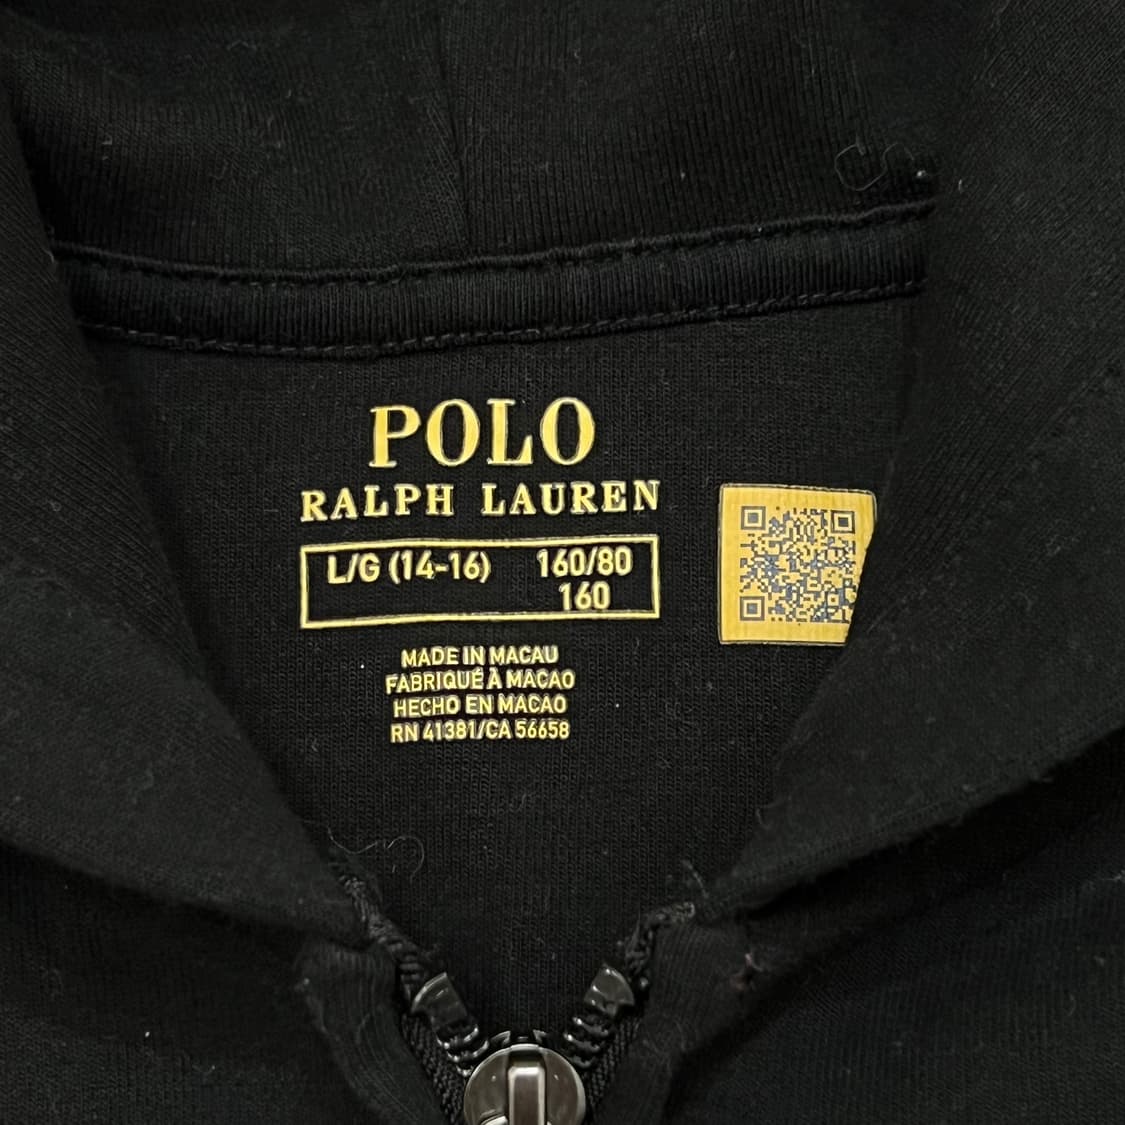 POLO
RALPH LAUREN
L/G (14-16) 160/80
160
MADE IN MACAU
FABRIQUÉ À MACAO
HECHO EN MACAO
RN 41381/CA 56658